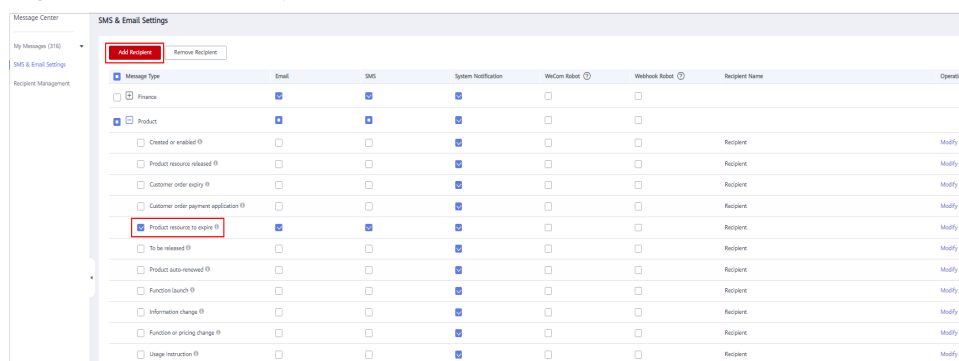 Message Center
SMS & Email Settings
My Messages (316)
SMS & Email Settings
Recipient Management
Add Recipient Remove Recipient
Message Type Email SMS System Notification WeCom Robot Webhook Robot Recipient Name Operati
Finance
Product
Created or enabled Recipient Modify
Product resource released Recipient Modify
Customer order expiry Recipient Modify
Customer order payment application Recipient Modify
Product resource to expire Recipient Modify
To be released Recipient Modify
Product auto-renewed Recipient Modify
Function launch Recipient Modify
Information change Recipient Modify
Function or pricing change Recipient Modify
Usage instruction Recipient Modify